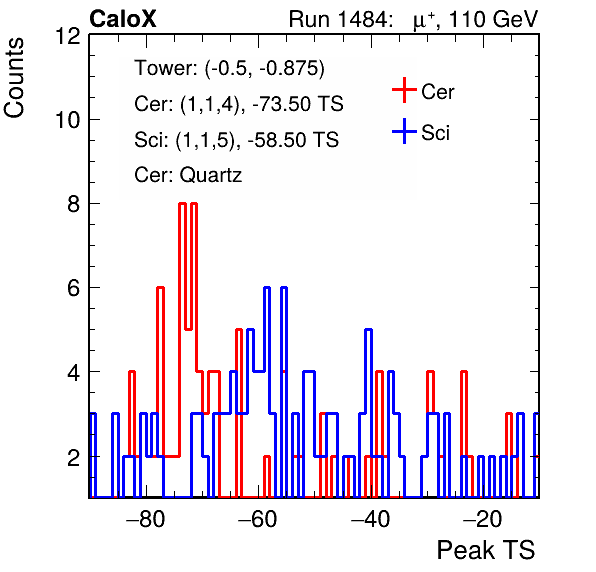 CaloX Run 1484: μ⁺, 110 GeV
Counts
12
10
8
6
4
2
Tower: (-0.5, -0.875)
Cer: (1,1,4), -73.50 TS
Sci: (1,1,5), -58.50 TS
Cer: Quartz
Cer
Sci
−80 −60 −40 −20
Peak TS